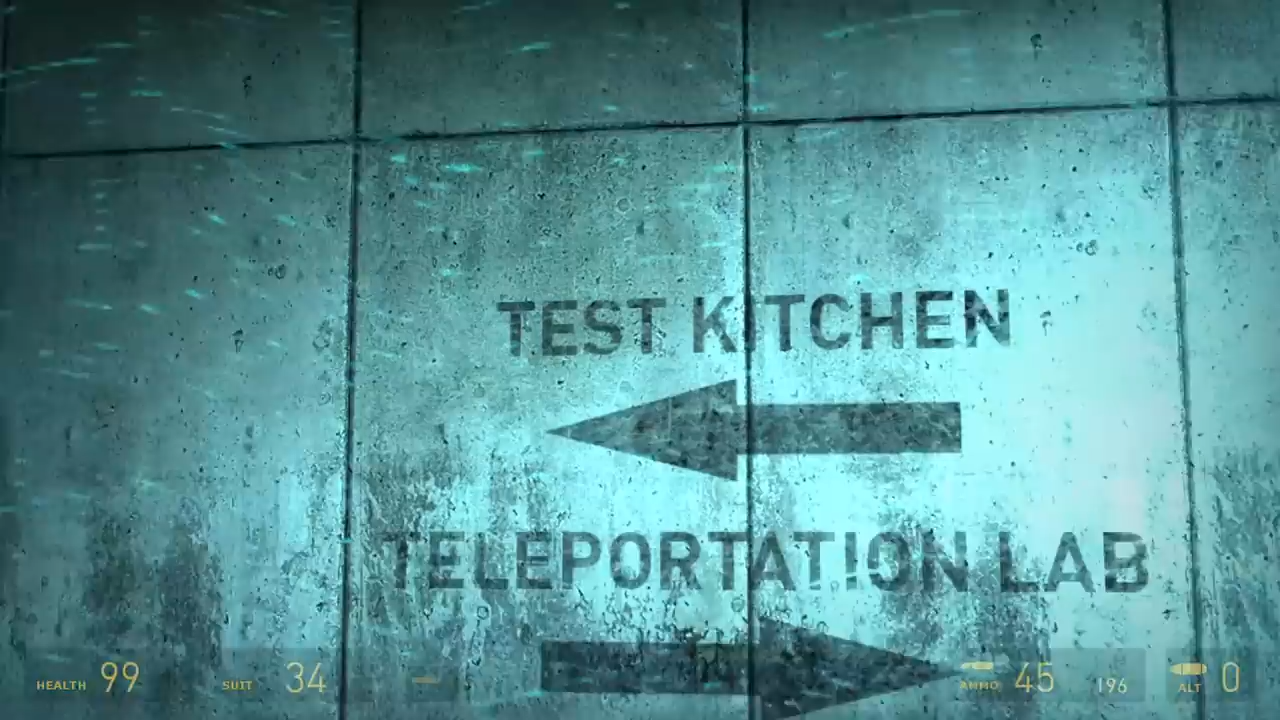 TEST KITCHEN
TELEPORTATION LAB
HEALTH 99 SUIT 34 AMMO 45 196 ALT 0